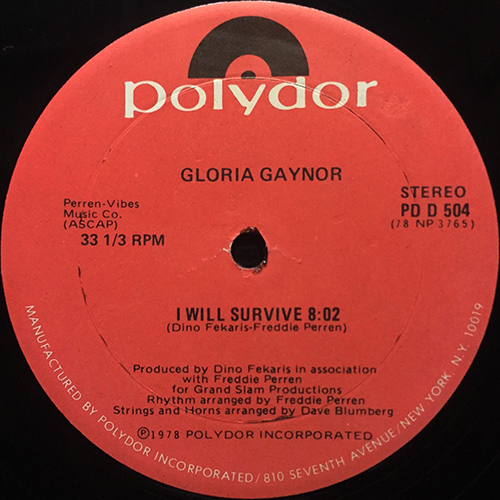 polydor
GLORIA GAYNOR
Perren-Vibes
Music Co.
(ASCAP)
33 1/3 RPM
STEREO
PD D 504
(78 NP 3765)
I WILL SURVIVE 8:02
(Dino Fekaris-Freddie Perren)
Produced by Dino Fekaris in association
with Freddie Perren
for Grand Slam Productions
Rhythm arranged by Freddie Perren
Strings and Horns arranged by Dave Blumberg
Ⓟ1978 POLYDOR INCORPORATED
MANUFACTURED BY POLYDOR INCORPORATED/810 SEVENTH AVENUE/NEW YORK, N.Y. 10019